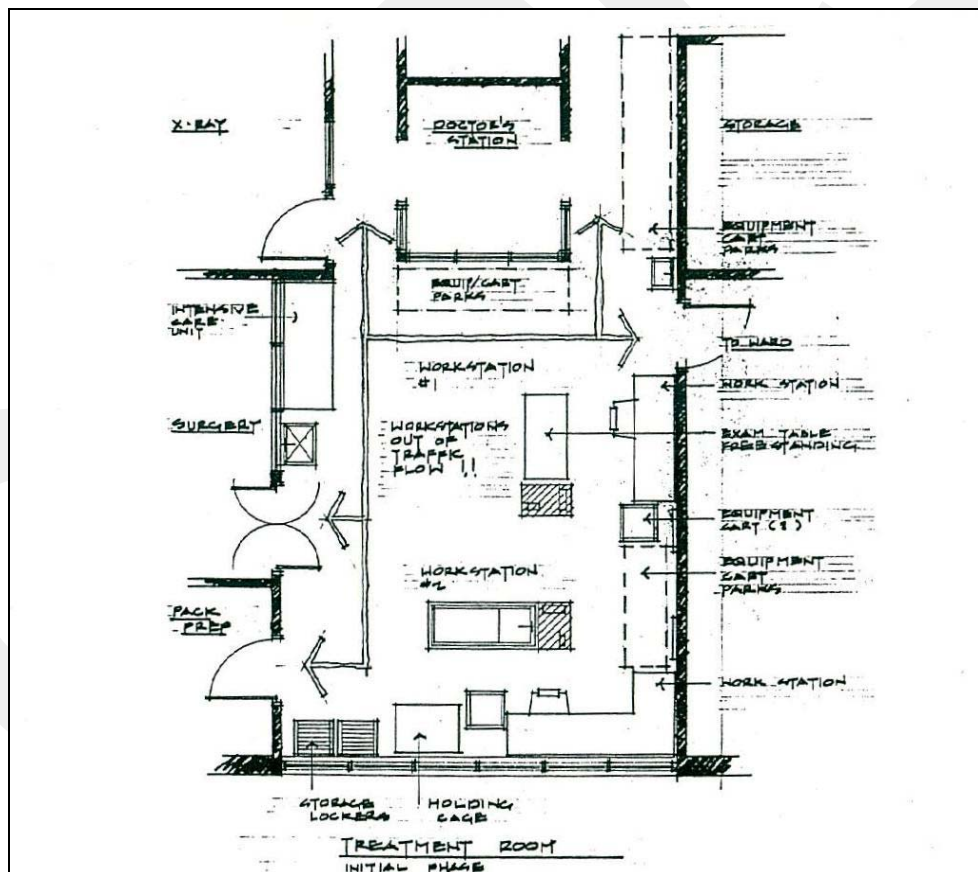 X-RAY
DOCTOR'S
STATION
STORAGE
EQUIPMENT
CART
PARKS
EQUIP/CART
PARKS
INTENSIVE
CARE
UNIT
TO WARD
WORKSTATION
#1
WORK STATION
SURGERY
WORKSTATIONS
OUT OF
TRAFFIC
FLOW !!
EXAM TABLE
FREESTANDING
EQUIPMENT
CART (S)
WORKSTATION
#2
EQUIPMENT
CART
PARKS
PACK
PREP
WORK STATION
STORAGE
LOCKERS
HOLDING
CAGE
TREATMENT ROOM
INITIAL PHASE